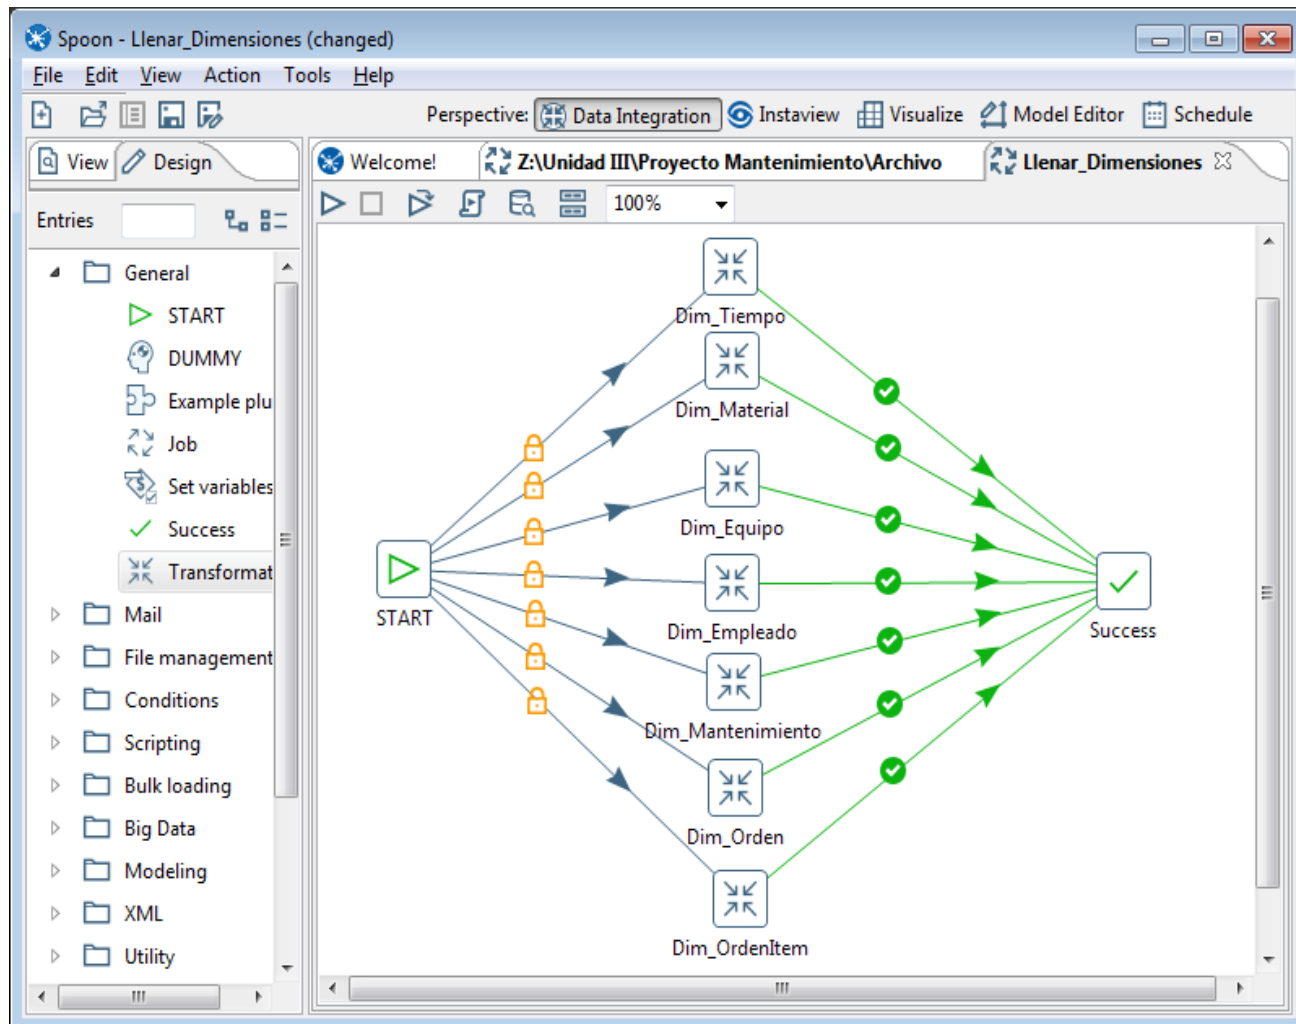 Spoon - Llenar_Dimensiones (changed)
File Edit View Action Tools Help
Perspective: Data Integration Instaview Visualize Model Editor Schedule
View Design
Welcome! Z:\Unidad III\Proyecto Mantenimiento\Archivo Llenar_Dimensiones
Entries
100%
General
START
DUMMY
Example plu
Job
Set variables
Success
Transformat
Mail
File management
Conditions
Scripting
Bulk loading
Big Data
Modeling
XML
Utility
Dim_Tiempo
Dim_Material
Dim_Equipo
START
Dim_Empleado
Success
Dim_Mantenimiento
Dim_Orden
Dim_OrdenItem